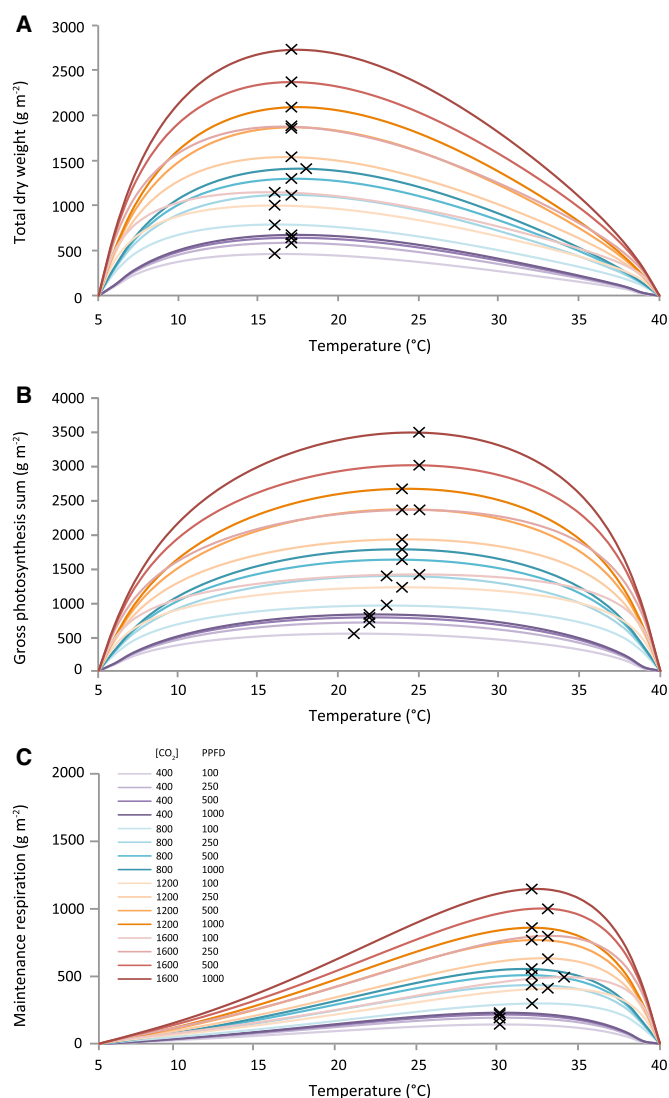 A
Total dry weight (g m⁻²)
3000
2500
2000
1500
1000
500
0
5 10 15 20 25 30 35 40
Temperature (°C)
B
Gross photosynthesis sum (g m⁻²)
4000
3500
3000
2500
2000
1500
1000
500
0
5 10 15 20 25 30 35 40
Temperature (°C)
C
Maintenance respiration (g m⁻²)
2000
1500
1000
500
0
[CO₂] PPFD
400 100
400 250
400 500
400 1000
800 100
800 250
800 500
800 1000
1200 100
1200 250
1200 500
1200 1000
1600 100
1600 250
1600 500
1600 1000
5 10 15 20 25 30 35 40
Temperature (°C)